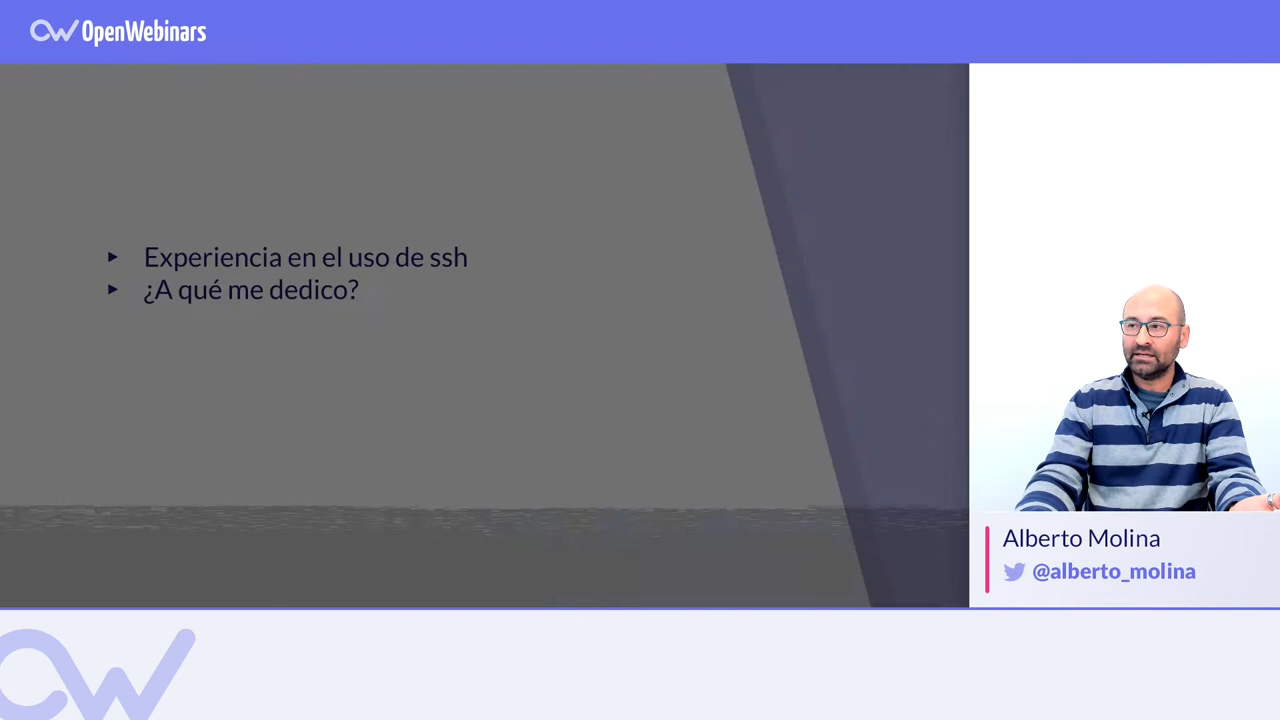 OpenWebinars
Experiencia en el uso de ssh
¿A qué me dedico?
Alberto Molina
@alberto_molina